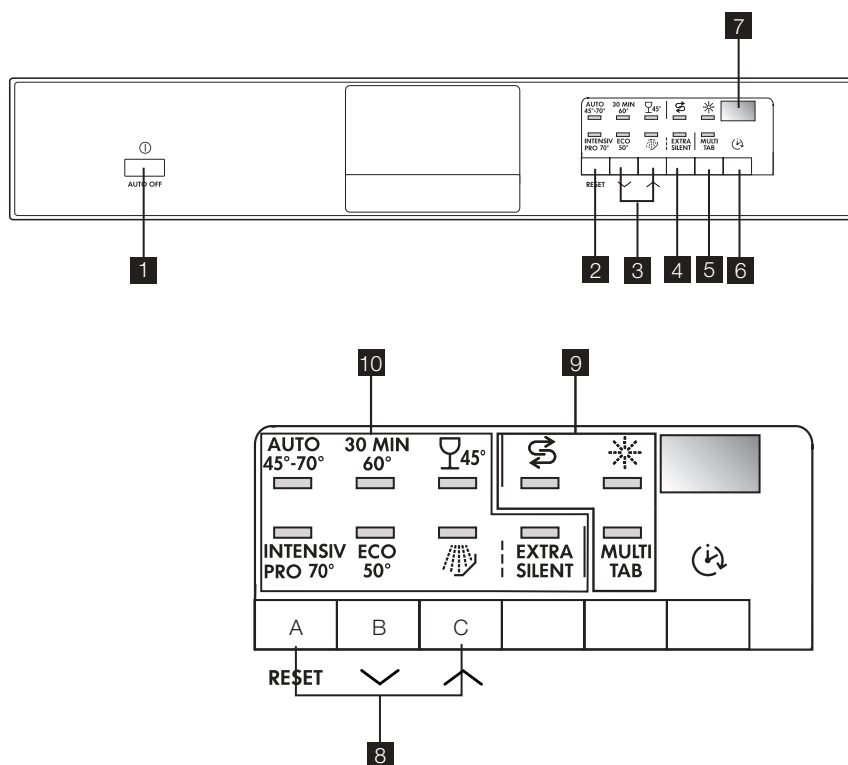 7
AUTO 45°-70°
30 MIN 60°
45°
INTENSIV PRO 70°
ECO 50°
EXTRA SILENT
MULTI TAB
AUTO OFF
RESET
1
2
3
4
5
6
10
9
AUTO 45°-70°
30 MIN 60°
45°
INTENSIV PRO 70°
ECO 50°
EXTRA SILENT
MULTI TAB
A
B
C
RESET
8